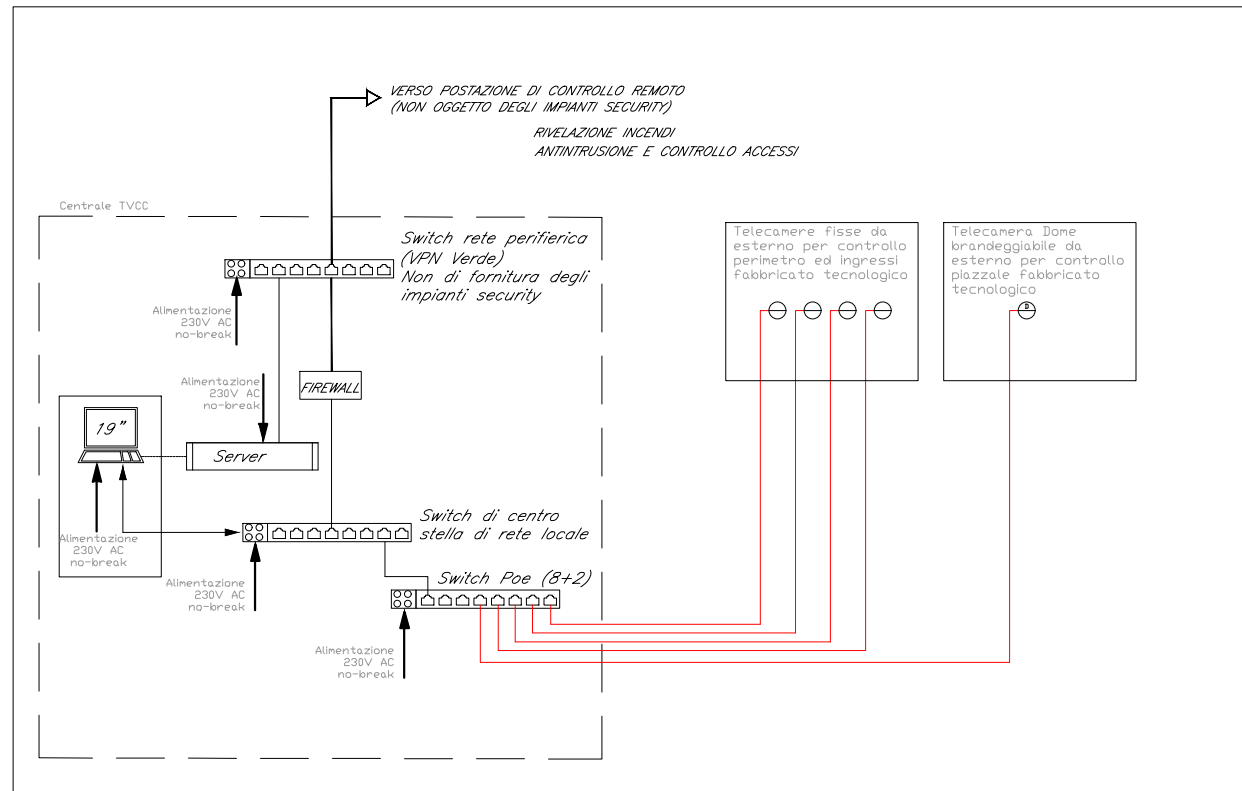 VERSO POSTAZIONE DI CONTROLLO REMOTO
(NON OGGETTO DEGLI IMPIANTI SECURITY)
RIVELAZIONE INCENDI
ANTINTRUSIONE E CONTROLLO ACCESSI
Centrale TVCC
Switch rete perifierica
(VPN Verde)
Non di fornitura degli
impianti security
Alimentazione
230V AC
no-break
Telecamere fisse da
esterno per controllo
perimetro ed ingressi
fabbricato tecnologico
Telecamera Dome
brandeggiabile da
esterno per controllo
piazzale fabbricato
tecnologico
D
Alimentazione
230V AC
no-break
FIREWALL
19"
Server
Alimentazione
230V AC
no-break
Switch di centro
stella di rete locale
Alimentazione
230V AC
no-break
Switch Poe (8+2)
Alimentazione
230V AC
no-break